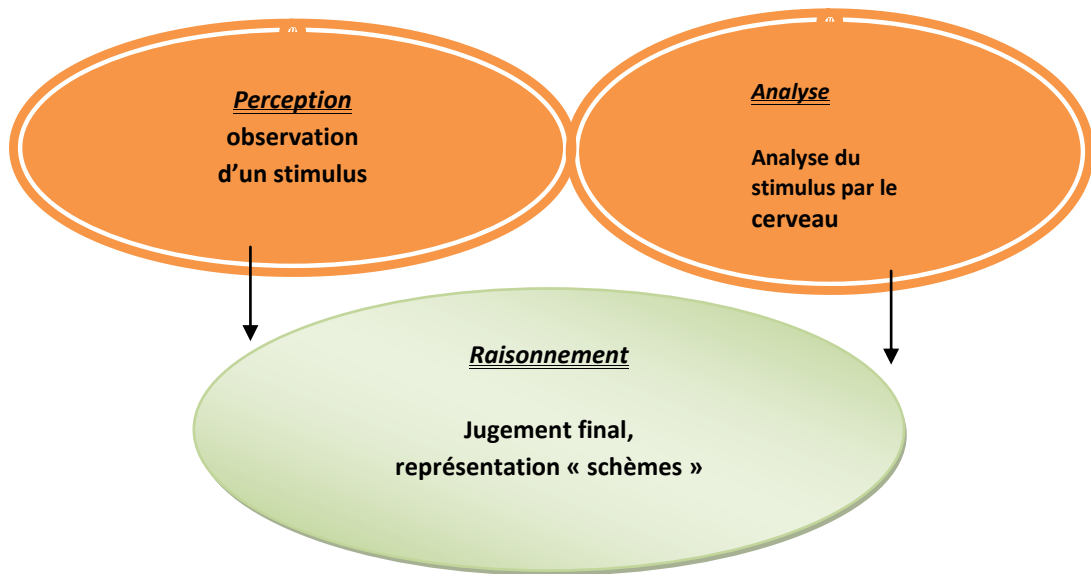 Perception
observation
d’un stimulus
Analyse
Analyse du
stimulus par le
cerveau
Raisonnement
Jugement final,
représentation « schèmes »